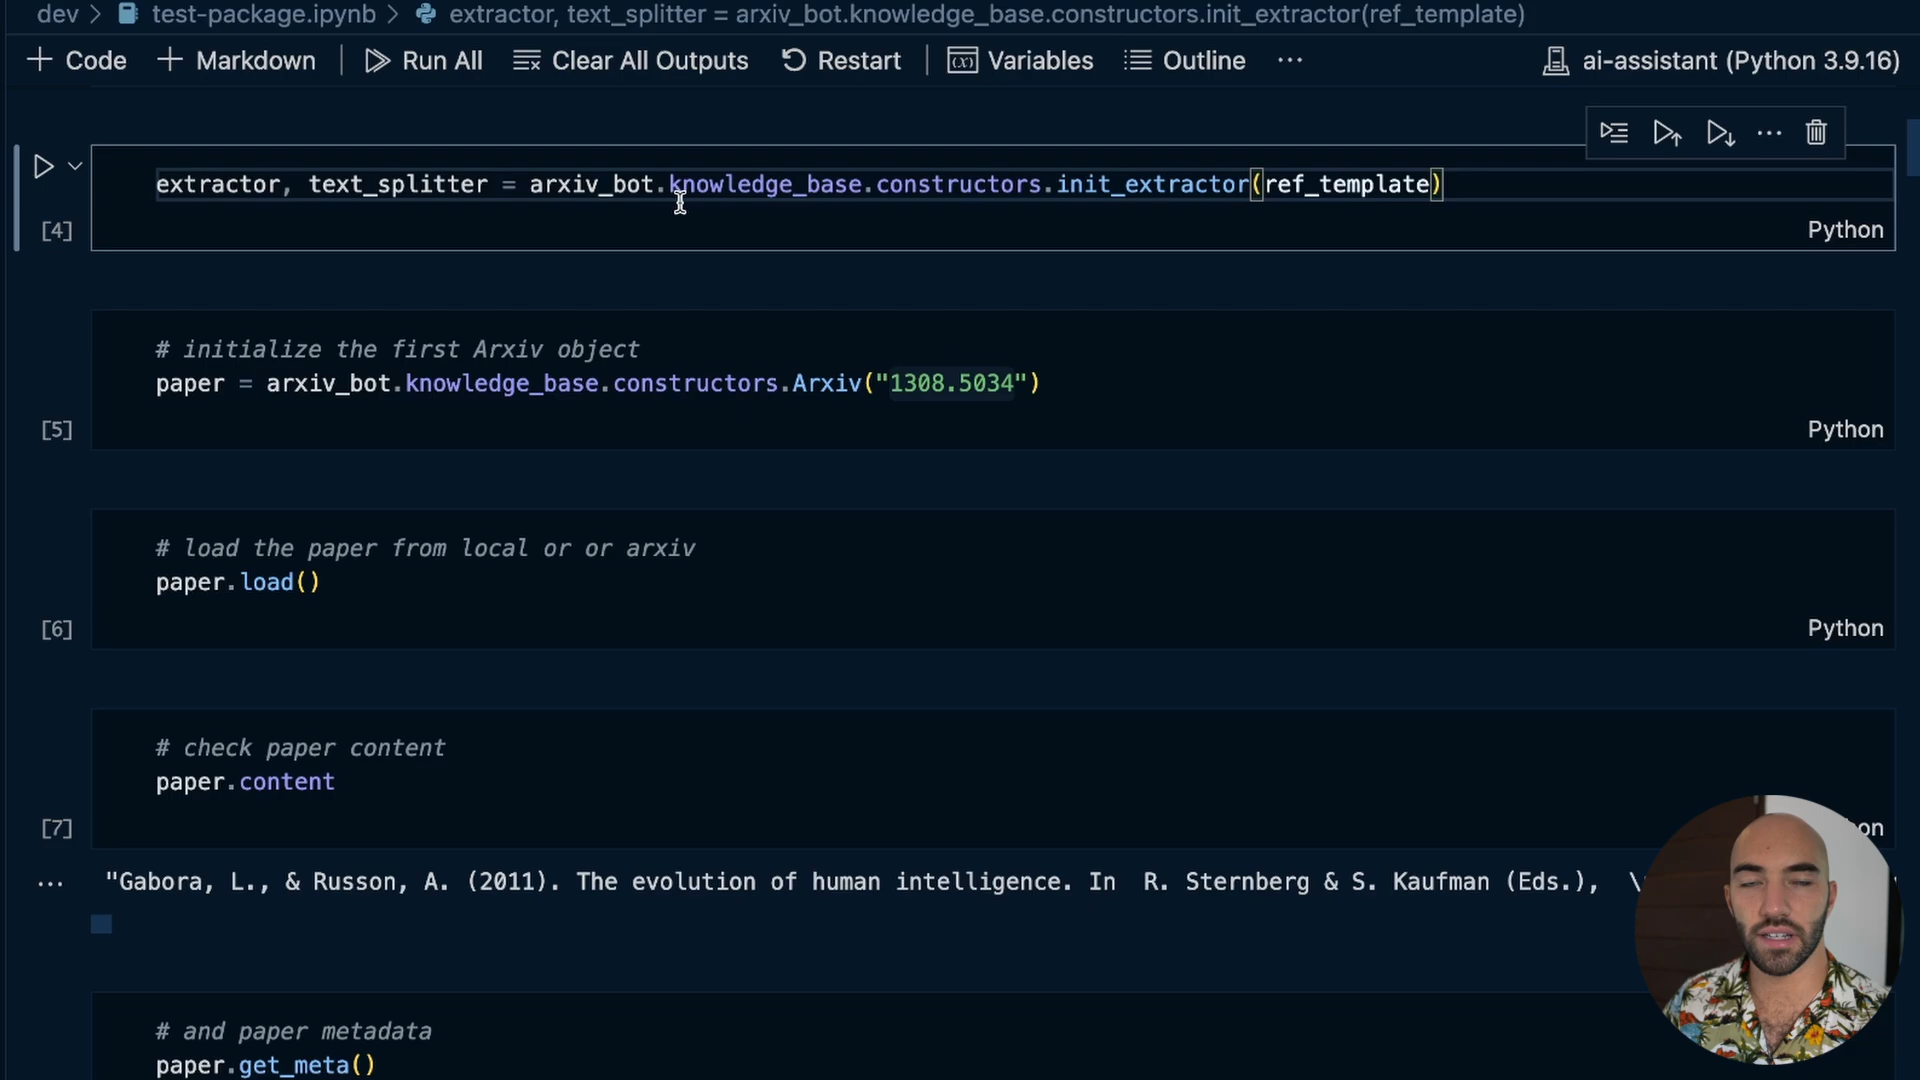 dev > test-package.ipynb > extractor, text_splitter = arxiv_bot.knowledge_base.constructors.init_extractor(ref_template)
+ Code + Markdown Run All Clear All Outputs Restart Variables Outline ... ai-assistant (Python 3.9.16)
extractor, text_splitter = arxiv_bot.knowledge_base.constructors.init_extractor(ref_template)
[4] Python
# initialize the first Arxiv object
paper = arxiv_bot.knowledge_base.constructors.Arxiv("1308.5034")
[5] Python
# load the paper from local or or arxiv
paper.load()
[6] Python
# check paper content
paper.content
[7]
... "Gabora, L., & Russon, A. (2011). The evolution of human intelligence. In  R. Sternberg & S. Kaufman (Eds.),  \
# and paper metadata
paper.get_meta()